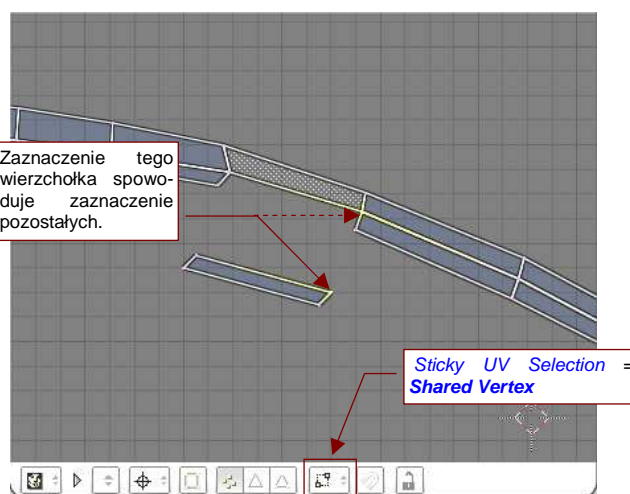 Zaznaczenie tego
wierzchołka spowo-
duje zaznaczenie
pozostałych.
Sticky UV Selection =
Shared Vertex